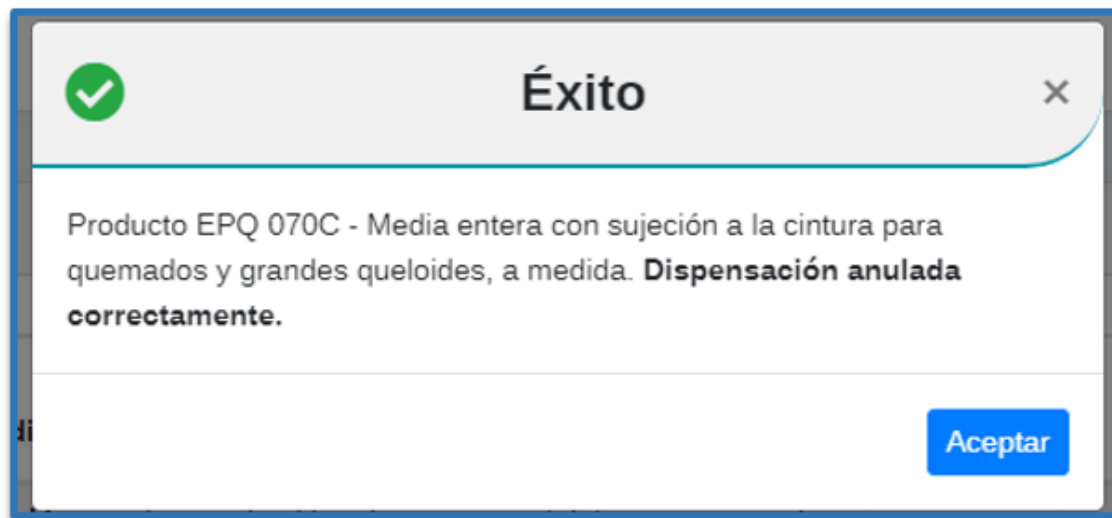 Éxito
×
Producto EPQ 070C - Media entera con sujeción a la cintura para
quemados y grandes queloides, a medida. Dispensación anulada
correctamente.
di
Aceptar